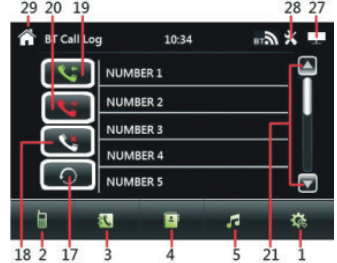 29 20 19 28 27
BT Call Log 10:34 BT
NUMBER 1
NUMBER 2
NUMBER 3
NUMBER 4
NUMBER 5
18 2 17 3 4 5 21 1